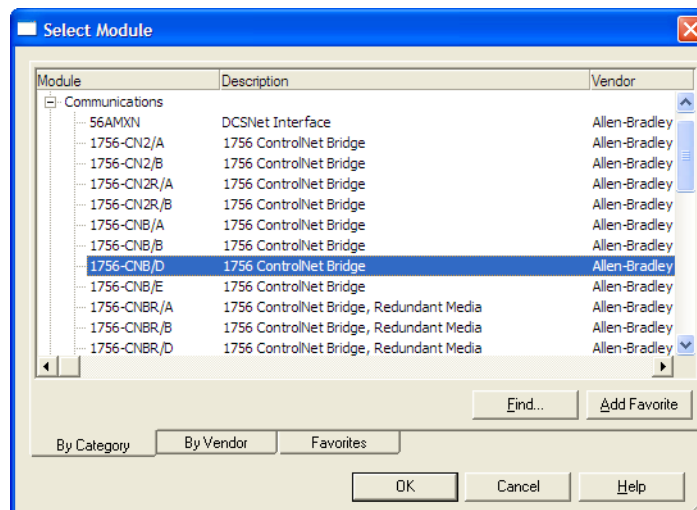 Select Module
Module Description Vendor
Communications
56AMXN DCSNet Interface Allen-Bradley
1756-CN2/A 1756 ControlNet Bridge Allen-Bradley
1756-CN2/B 1756 ControlNet Bridge Allen-Bradley
1756-CN2R/A 1756 ControlNet Bridge Allen-Bradley
1756-CN2R/B 1756 ControlNet Bridge Allen-Bradley
1756-CNB/A 1756 ControlNet Bridge Allen-Bradley
1756-CNB/B 1756 ControlNet Bridge Allen-Bradley
1756-CNB/D 1756 ControlNet Bridge Allen-Bradley
1756-CNB/E 1756 ControlNet Bridge Allen-Bradley
1756-CNBR/A 1756 ControlNet Bridge, Redundant Media Allen-Bradley
1756-CNBR/B 1756 ControlNet Bridge, Redundant Media Allen-Bradley
1756-CNBR/D 1756 ControlNet Bridge, Redundant Media Allen-Bradley
Find... Add Favorite
By Category By Vendor Favorites
OK Cancel Help